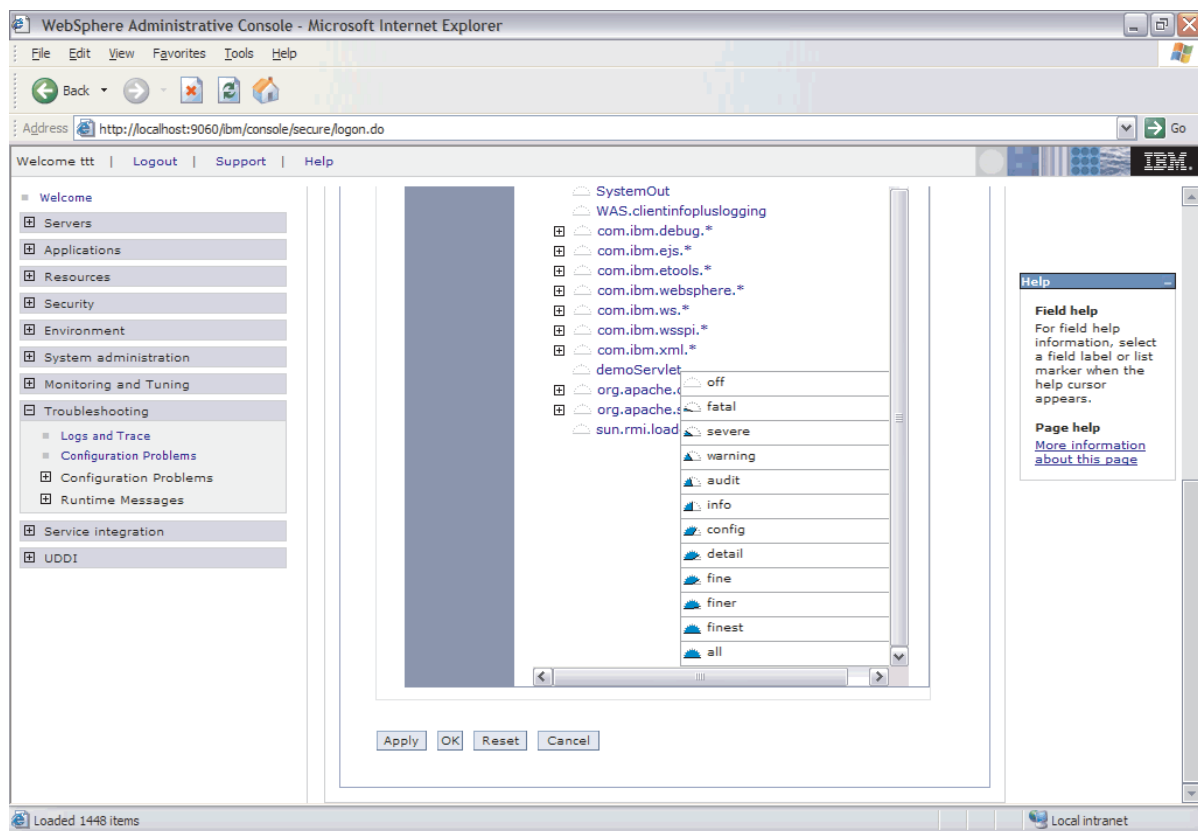 WebSphere Administrative Console - Microsoft Internet Explorer
File Edit View Favorites Tools Help
Back
Address http://localhost:9060/ibm/console/secure/logon.do Go
Welcome ttt | Logout | Support | Help IBM.
Welcome
Servers
Applications
Resources
Security
Environment
System administration
Monitoring and Tuning
Troubleshooting
Logs and Trace
Configuration Problems
Configuration Problems
Runtime Messages
Service integration
UDDI
SystemOut
WAS.clientinfopluslogging
com.ibm.debug.*
com.ibm.ejs.*
com.ibm.etools.*
com.ibm.websphere.*
com.ibm.ws.*
com.ibm.wsspi.*
com.ibm.xml.*
demoServlet
org.apache.
org.apache.s
sun.rmi.load
off
fatal
severe
warning
audit
info
config
detail
fine
finer
finest
all
Apply OK Reset Cancel
Help
Field help
For field help
information, select
a field label or list
marker when the
help cursor
appears.
Page help
More information
about this page
Loaded 1448 items Local intranet